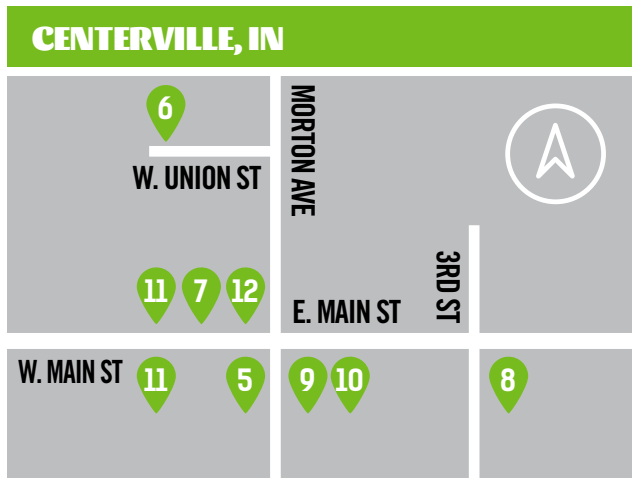 CENTERVILLE, IN
6
MORTON AVE
W. UNION ST
3RD ST
11 7 12
E. MAIN ST
W. MAIN ST
11 5 9 10 8